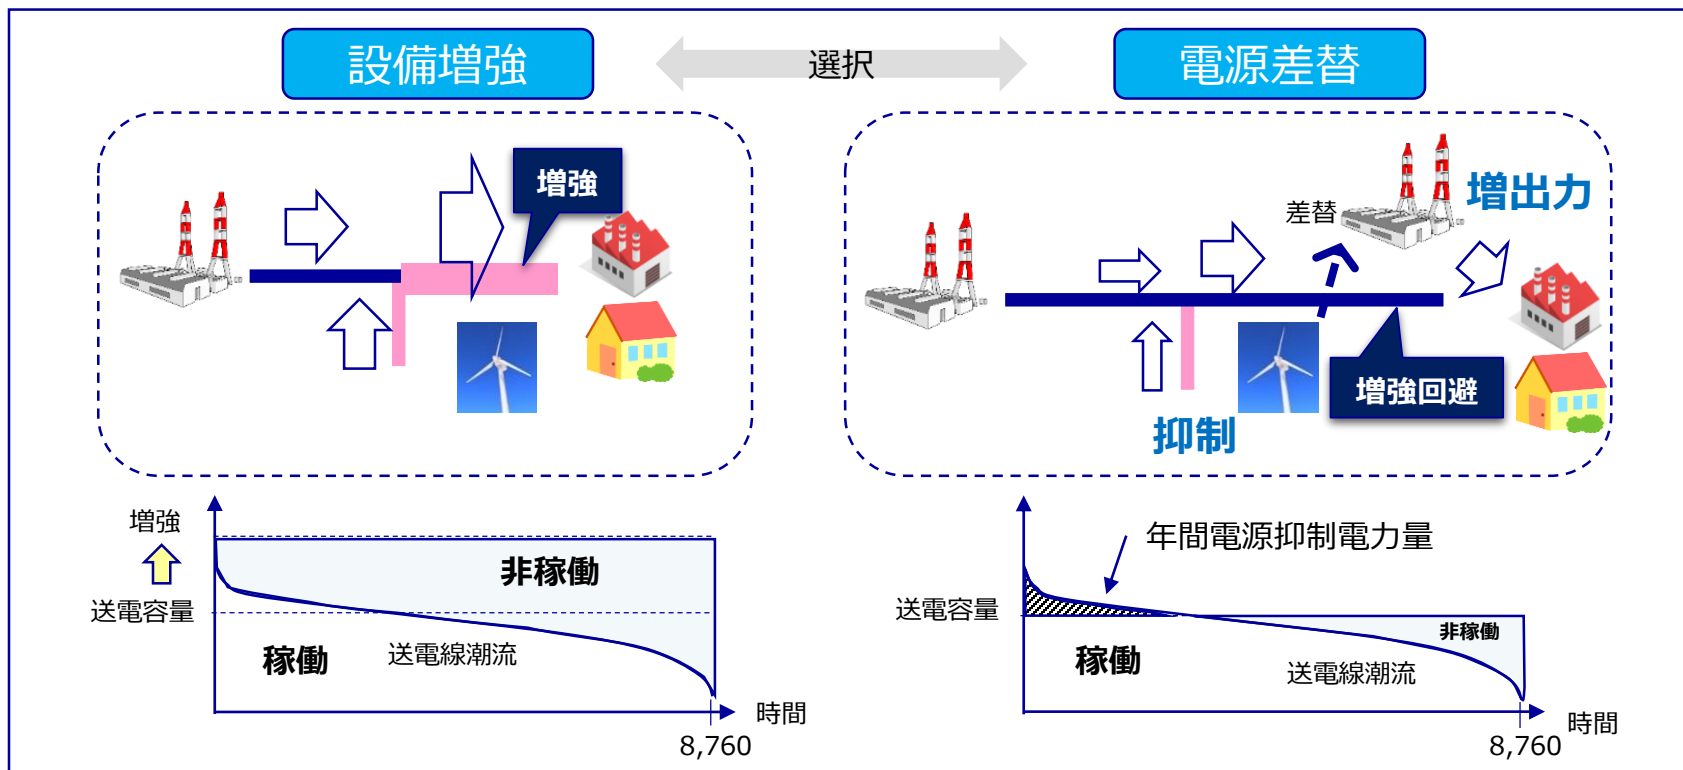 設備増強
選択
電源差替
増強
差替
増出力
増強回避
抑制
増強
送電容量
非稼働
稼働
送電線潮流
時間
8,760
年間電源抑制電力量
送電容量
非稼働
稼働
送電線潮流
時間
8,760